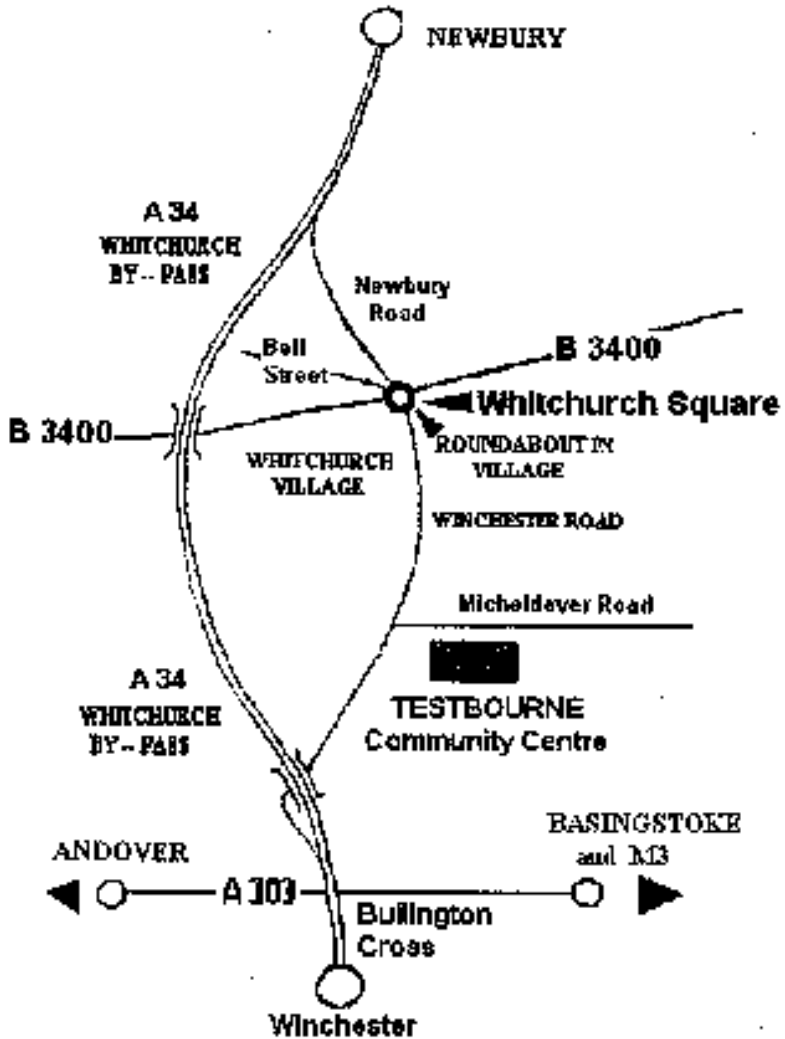 NEWBURY
A 34
WHITCHURCH
BY-- PASS
Newbury
Road
Bell
Street
B 3400
Whitchurch Square
B 3400
ROUNDABOUT IN
VILLAGE
WHITCHURCH
VILLAGE
WINCHESTER ROAD
Micheldever Road
A 34
WHITCHURCH
BY-- PASS
TESTBOURNE
Community Centre
BASINGSTOKE
and M3
ANDOVER
A 303
Bullington
Cross
Winchester